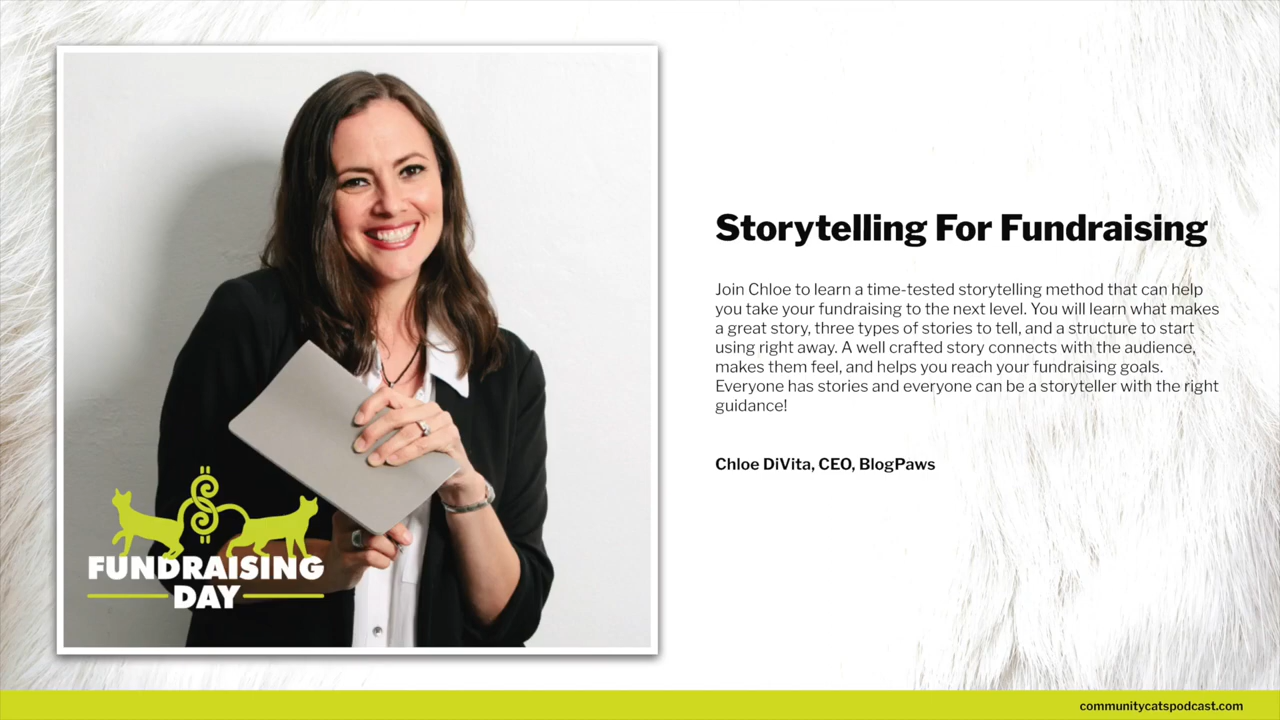 Storytelling For Fundraising
Join Chloe to learn a time-tested storytelling method that can help
you take your fundraising to the next level. You will learn what makes
a great story, three types of stories to tell, and a structure to start
using right away. A well crafted story connects with the audience,
makes them feel, and helps you reach your fundraising goals.
Everyone has stories and everyone can be a storyteller with the right
guidance!
Chloe DiVita, CEO, BlogPaws
FUNDRAISING
DAY
communitycatspodcast.com